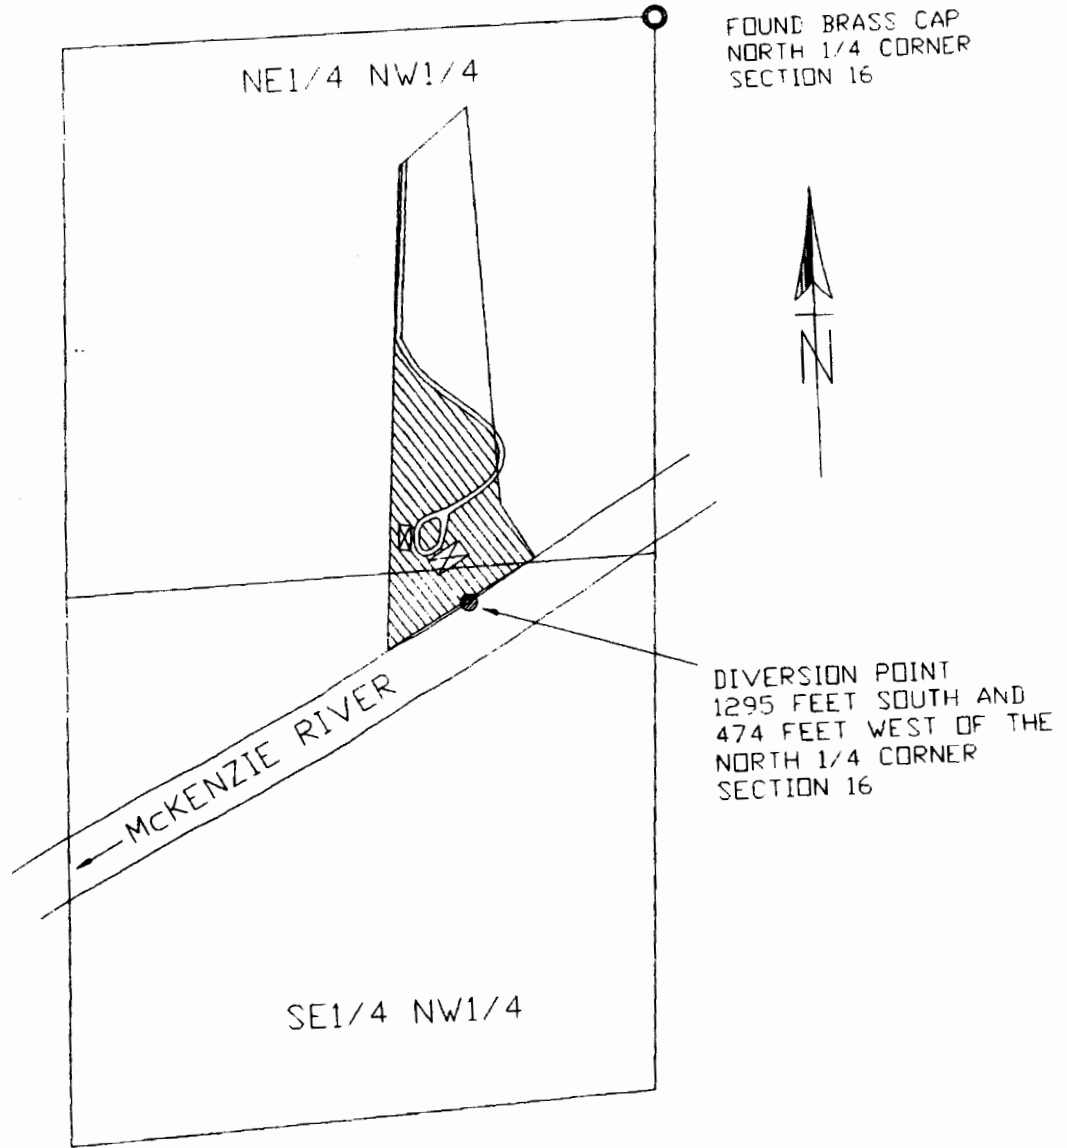 FOUND BRASS CAP
NORTH 1/4 CORNER
SECTION 16
NE1/4 NW1/4
N
DIVERSION POINT
1295 FEET SOUTH AND
474 FEET WEST OF THE
NORTH 1/4 CORNER
SECTION 16
McKENZIE RIVER
SE1/4 NW1/4